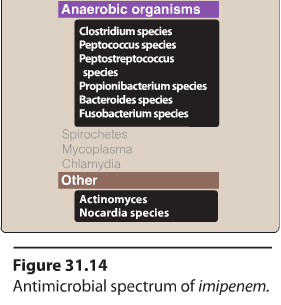 Anaerobic organisms
Clostridium species
Peptococcus species
Peptostreptococcus
species
Propionibacterium species
Bacteroides species
Fusobacterium species
Spirochetes
Mycoplasma
Chlamydia
Other
Actinomyces
Nocardia species
Figure 31.14
Antimicrobial spectrum of imipenem.